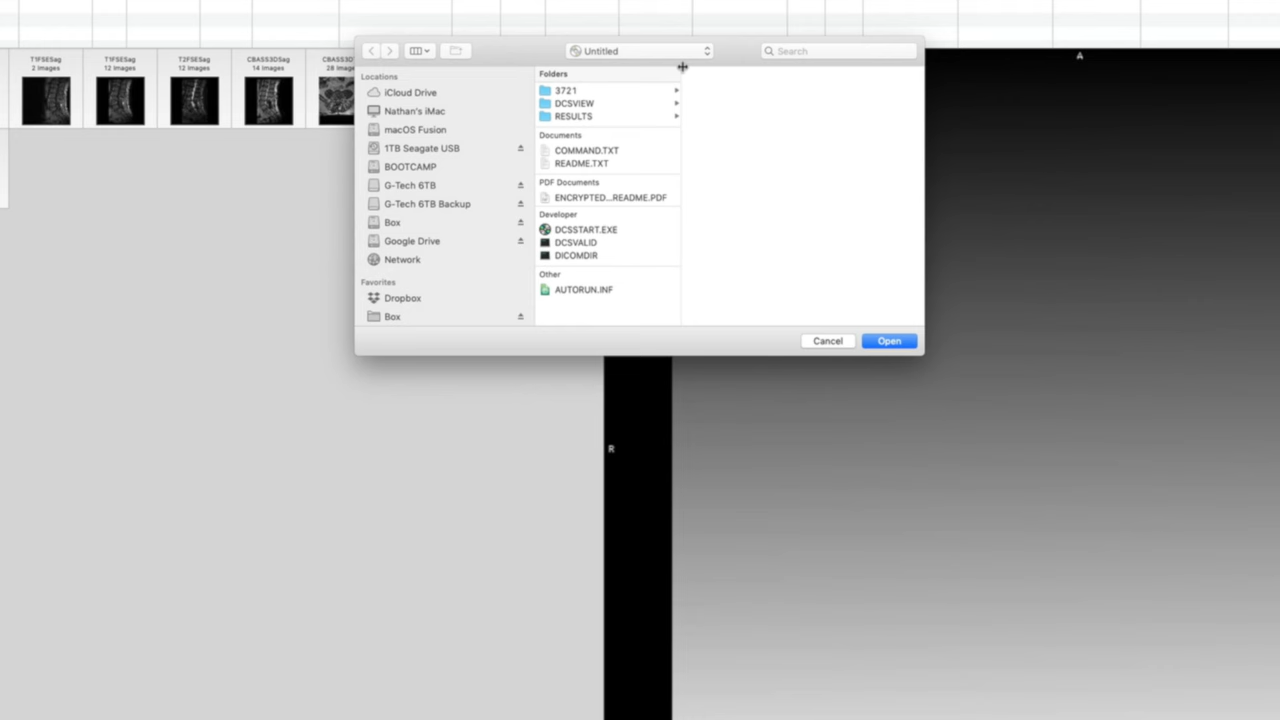 Untitled
Search
A
T1FSESag
2 Images
T1FSESag
12 Images
T2FSESag
12 Images
CBASS3DSag
14 Images
28 Images
Locations
iCloud Drive
Nathan's iMac
macOS Fusion
1TB Seagate USB
BOOTCAMP
G-Tech 6TB
G-Tech 6TB Backup
Box
Google Drive
Network
Favorites
Dropbox
Box
Folders
3721
DCSVIEW
RESULTS
Documents
COMMAND.TXT
README.TXT
PDF Documents
ENCRYPTED...README.PDF
Developer
DCSSTART.EXE
DCSVALID
DICOMDIR
Other
AUTORUN.INF
Cancel
Open
R